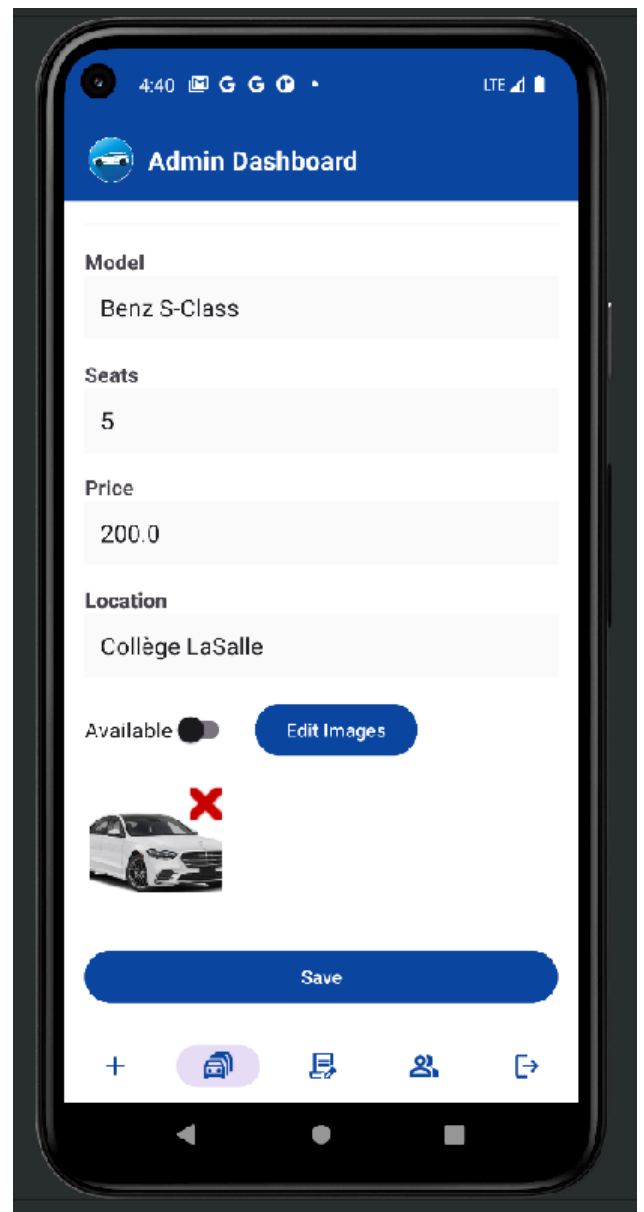 4:40 M G G LTE
Admin Dashboard
Model
Benz S-Class
Seats
5
Price
200.0
Location
Collège LaSalle
Available Edit Images
Save